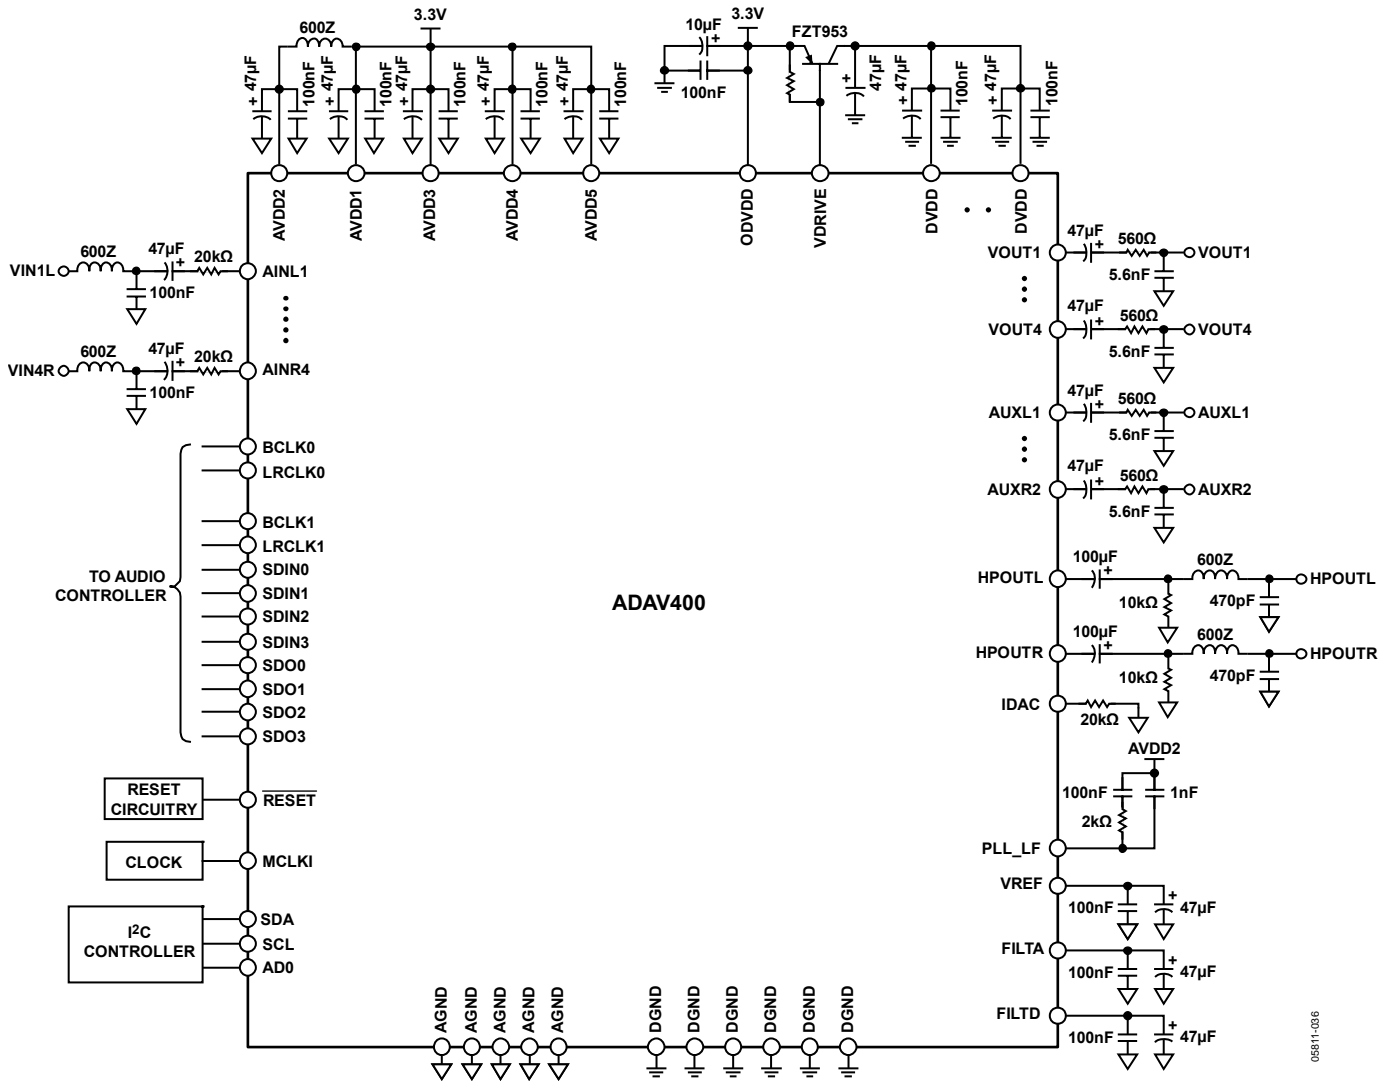 3.3V
600Z
47µF
100nF
47µF
100nF
47µF
100nF
47µF
100nF
47µF
100nF
3.3V
10µF
100nF
FZT953
47µF
47µF
100nF
47µF
100nF
AVDD2
AVDD1
AVDD3
AVDD4
AVDD5
ODVDD
VDRIVE
DVDD
DVDD
VIN1L
600Z
47µF
20kΩ
100nF
AINL1
VIN4R
600Z
47µF
20kΩ
100nF
AINR4
TO AUDIO
CONTROLLER
BCLK0
LRCLK0
BCLK1
LRCLK1
SDIN0
SDIN1
SDIN2
SDIN3
SDO0
SDO1
SDO2
SDO3
RESET
CIRCUITRY
RESET
CLOCK
MCLKI
I2C
CONTROLLER
SDA
SCL
AD0
ADAV400
VOUT1
47µF
560Ω
5.6nF
VOUT1
VOUT4
47µF
560Ω
5.6nF
VOUT4
AUXL1
47µF
560Ω
5.6nF
AUXL1
AUXR2
47µF
560Ω
5.6nF
AUXR2
HPOUTL
100µF
10kΩ
600Z
470pF
HPOUTL
HPOUTR
100µF
10kΩ
600Z
470pF
HPOUTR
IDAC
20kΩ
AVDD2
100nF
1nF
2kΩ
PLL_LF
VREF
100nF
47µF
FILTA
100nF
47µF
FILTD
100nF
47µF
AGND
AGND
AGND
AGND
AGND
DGND
DGND
DGND
DGND
DGND
DGND
05811-036